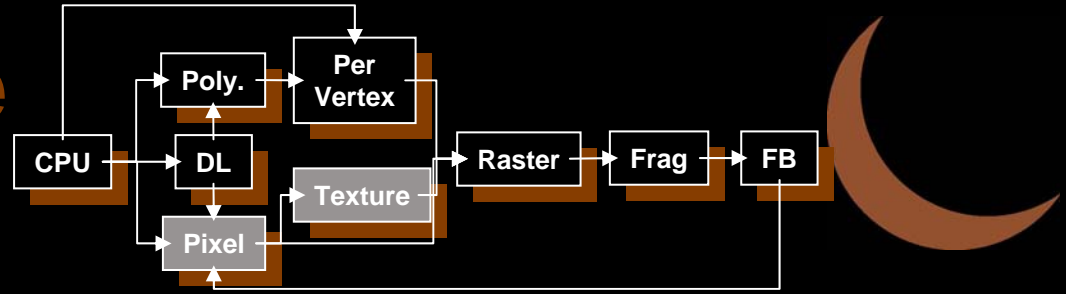 Per
Vertex
Poly.
CPU
DL
Raster
Frag
FB
Texture
Pixel
e